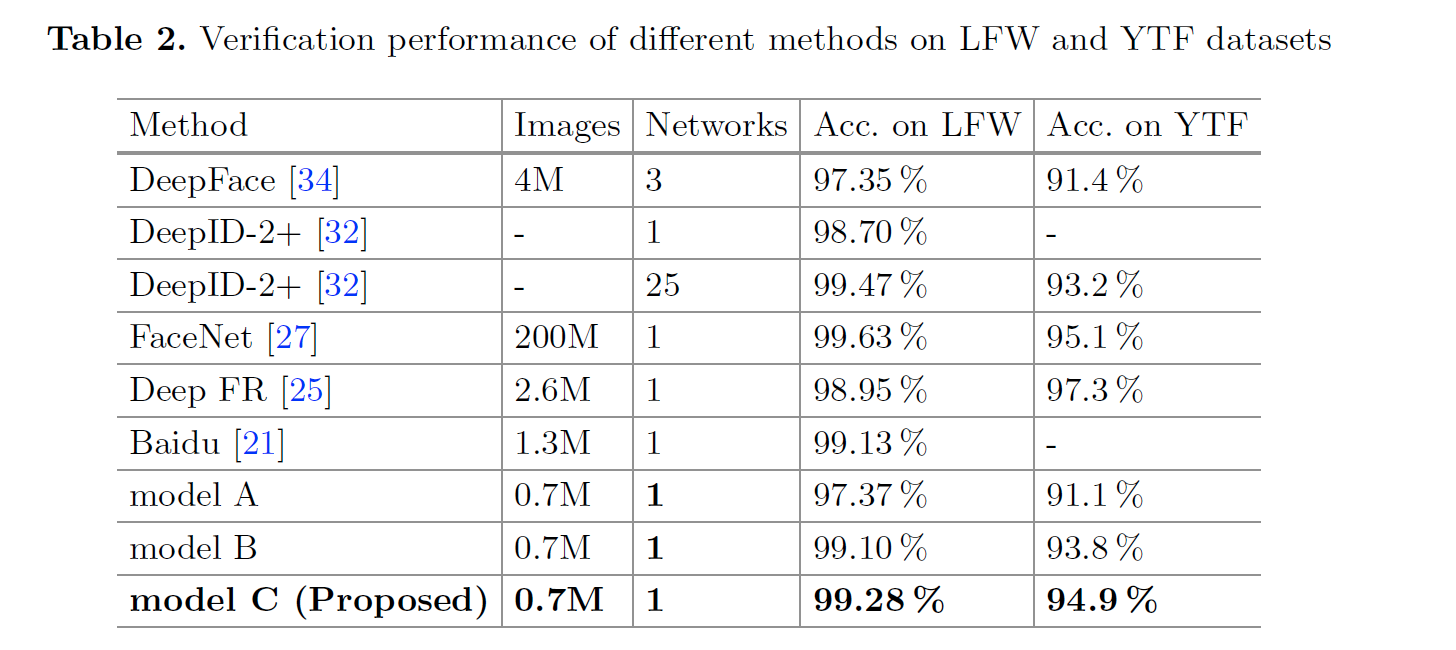 Table 2. Verification performance of different methods on LFW and YTF datasets
Method Images Networks Acc. on LFW Acc. on YTF
DeepFace [34] 4M 3 97.35 % 91.4 %
DeepID-2+ [32] - 1 98.70 % -
DeepID-2+ [32] - 25 99.47 % 93.2 %
FaceNet [27] 200M 1 99.63 % 95.1 %
Deep FR [25] 2.6M 1 98.95 % 97.3 %
Baidu [21] 1.3M 1 99.13 % -
model A 0.7M 1 97.37 % 91.1 %
model B 0.7M 1 99.10 % 93.8 %
model C (Proposed) 0.7M 1 99.28 % 94.9 %